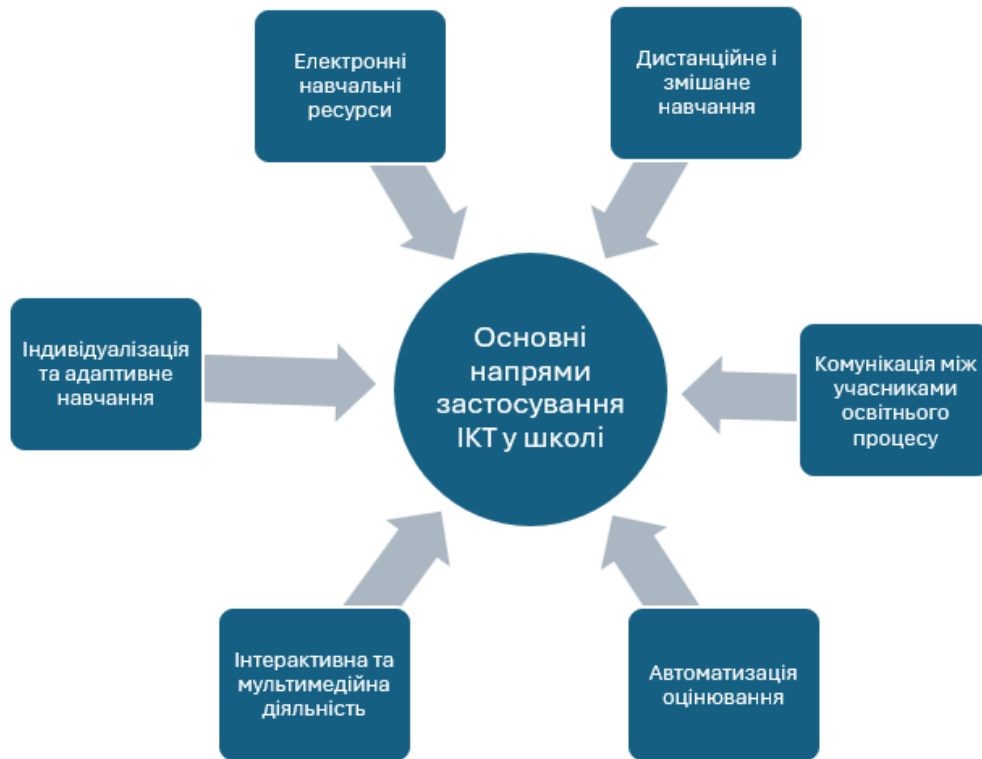 Електронні
навчальні
ресурси
Дистанційне і
змішане
навчання
Індивідуалізація
та адаптивне
навчання
Основні
напрями
застосування
ІКТ у школі
Комунікація між
учасниками
освітнього
процесу
Інтерактивна та
мультимедійна
діяльність
Автоматизація
оцінювання